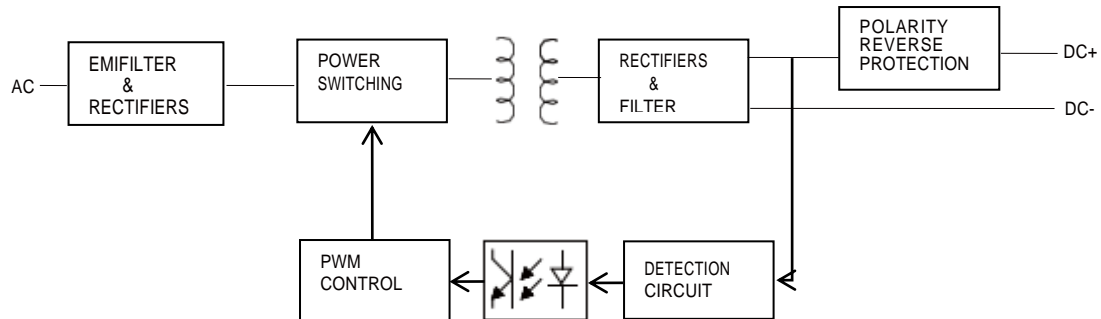 AC
EMIFILTER
&
RECTIFIERS
POWER
SWITCHING
RECTIFIERS
&
FILTER
POLARITY
REVERSE
PROTECTION
DC+
DC-
PWM
CONTROL
DETECTION
CIRCUIT